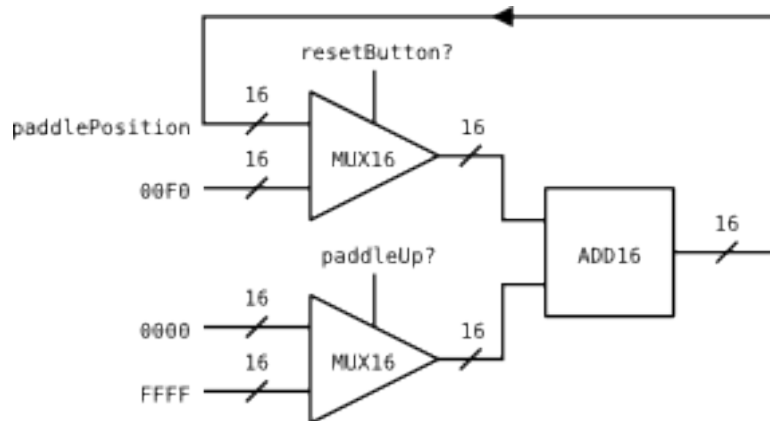 resetButton?
16
paddlePosition
16
MUX16
16
00F0
16
ADD16
paddleUp?
16
0000
16
MUX16
16
FFFF